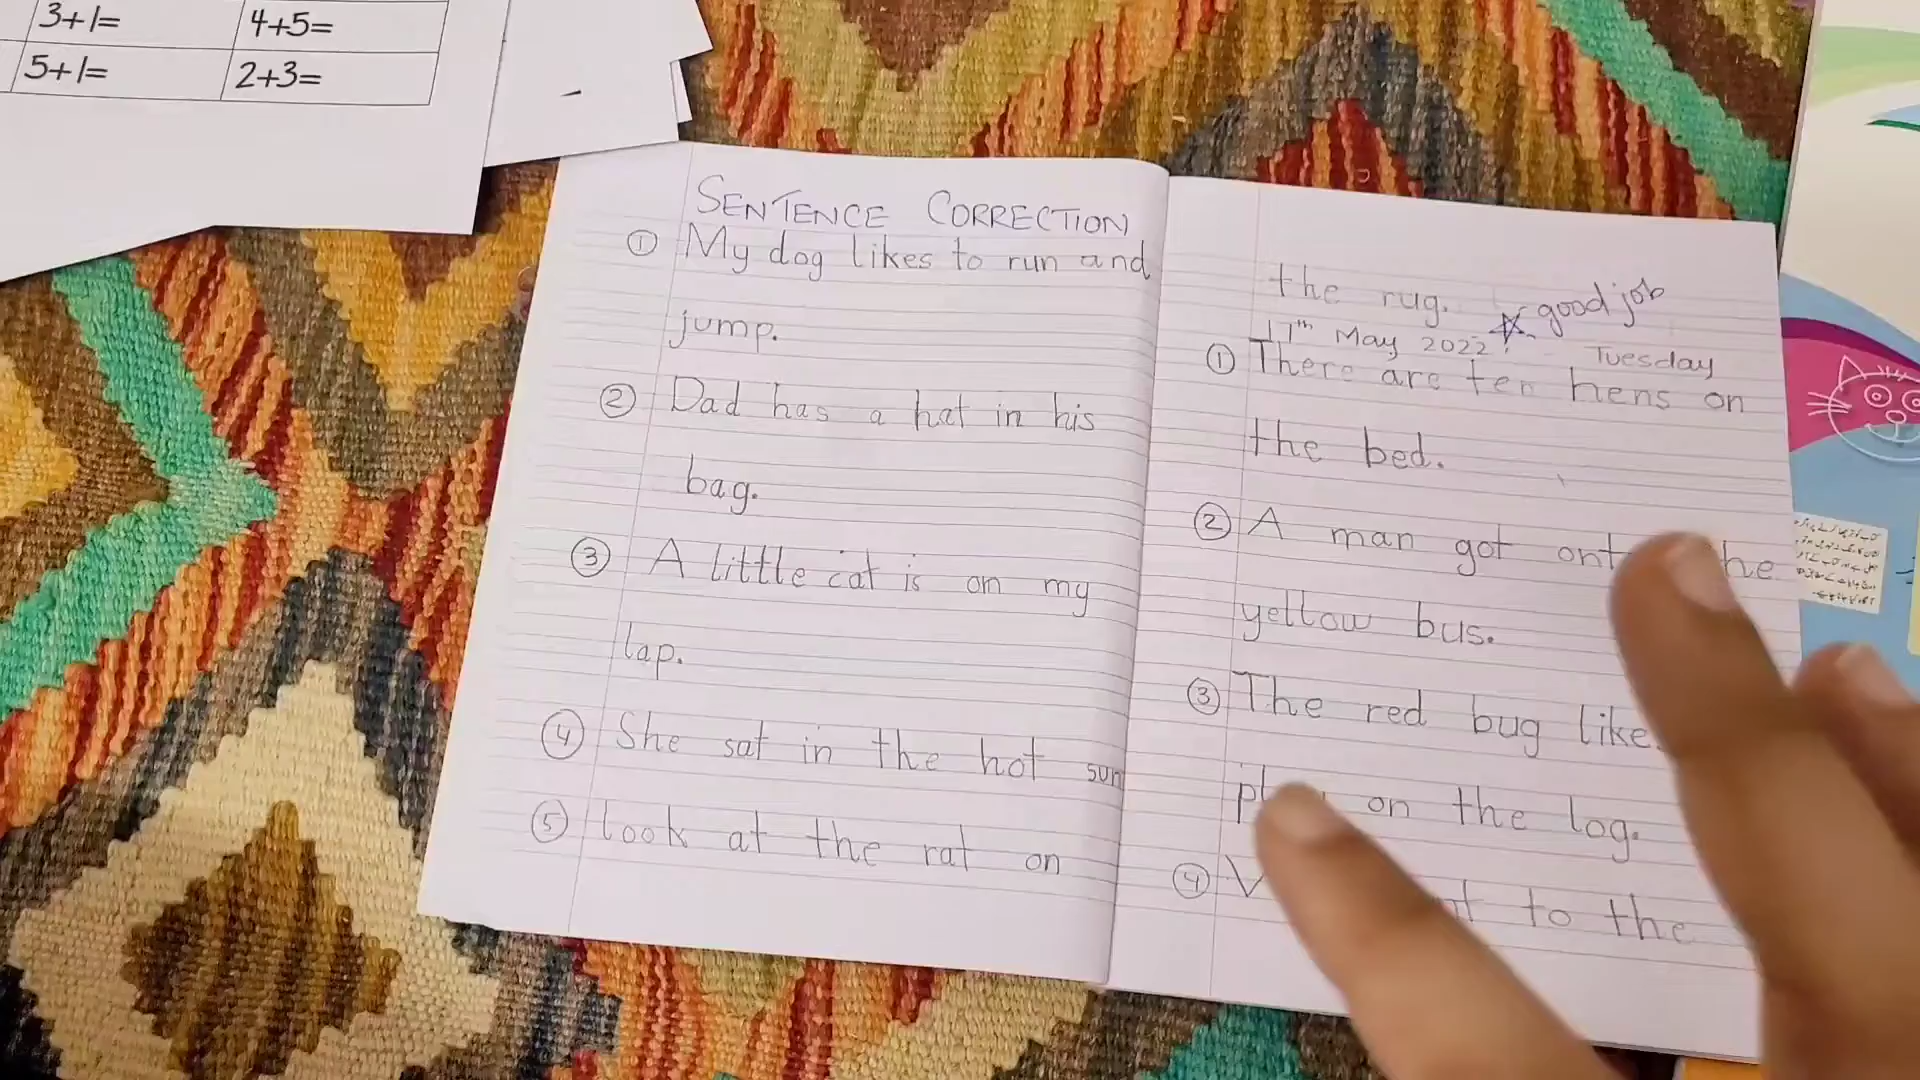 3+1= 4+5=
5+1= 2+3=
SENTENCE CORRECTION
① My dog likes to run and
jump.
② Dad has a hat in his
bag.
③ A little cat is on my
lap.
④ She sat in the hot sun
⑤ look at the rat on
the rug. good job
17th May 2022 Tuesday
① There are ten hens on
the bed.
② A man got
yellow bus.
③ The red bug
on the log.
④ to the